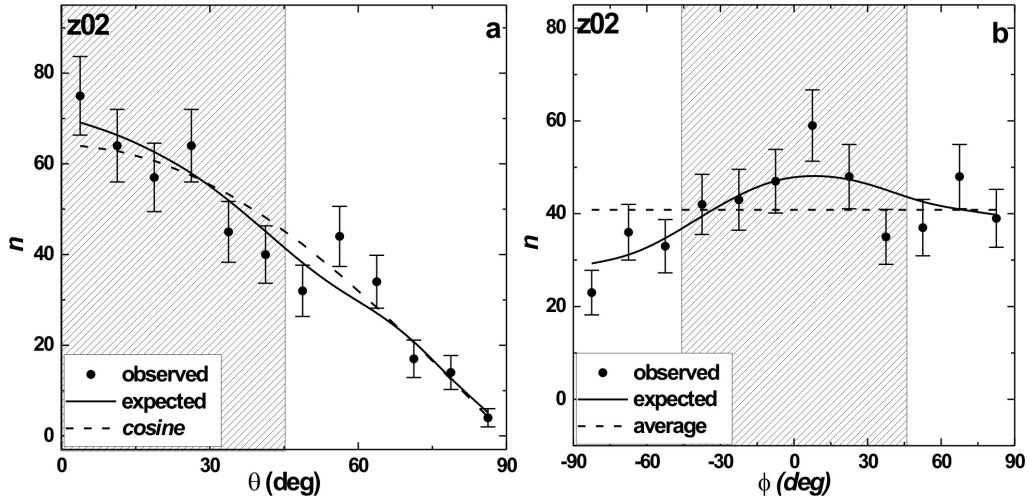 z02
a
80
60
40
20
0
n
observed
expected
cosine
0
30
60
90
θ (deg)
z02
b
80
60
40
20
0
n
observed
expected
average
-90
-60
-30
0
30
60
90
ϕ (deg)